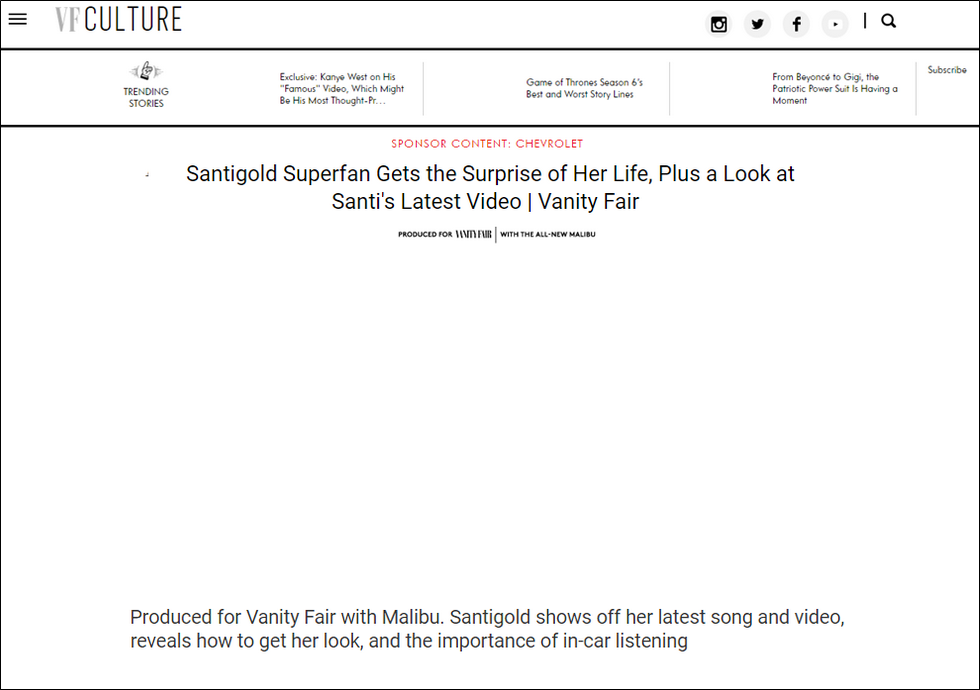 VF CULTURE
TRENDING
STORIES
Exclusive: Kanye West on His
"Famous" Video, Which Might
Be His Most Thought-Pr...
Game of Thrones Season 6's
Best and Worst Story Lines
From Beyoncé to Gigi, the
Patriotic Power Suit Is Having a
Moment
Subscribe
SPONSOR CONTENT: CHEVROLET
Santigold Superfan Gets the Surprise of Her Life, Plus a Look at
Santi's Latest Video | Vanity Fair
PRODUCED FOR VANITY FAIR | WITH THE ALL-NEW MALIBU
Produced for Vanity Fair with Malibu. Santigold shows off her latest song and video,
reveals how to get her look, and the importance of in-car listening